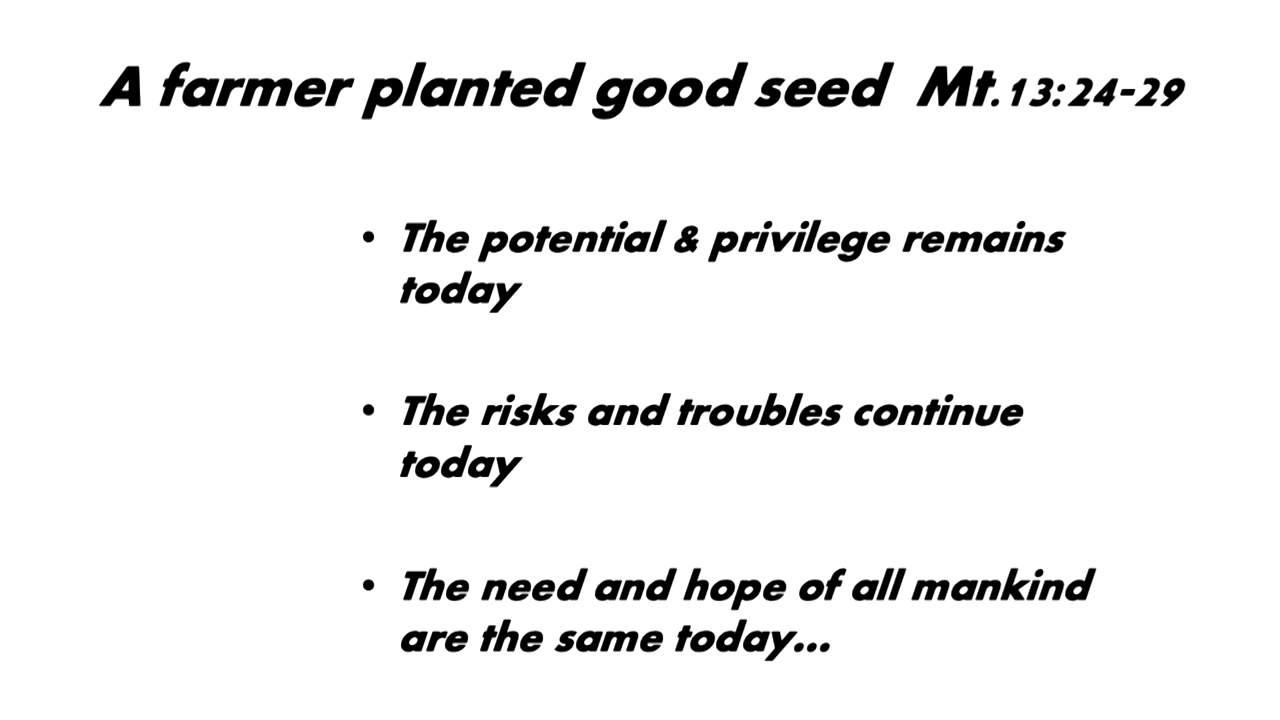 A farmer planted good seed  Mt.13:24-29
• The potential & privilege remains
today
• The risks and troubles continue
today
• The need and hope of all mankind
are the same today...